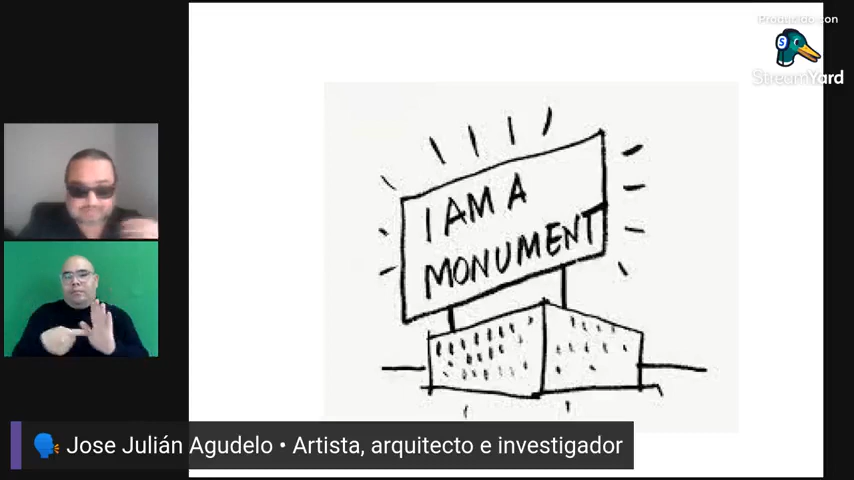 Producido con
StreamYard
I AM A
MONUMENT
Jose Julián Agudelo • Artista, arquitecto e investigador